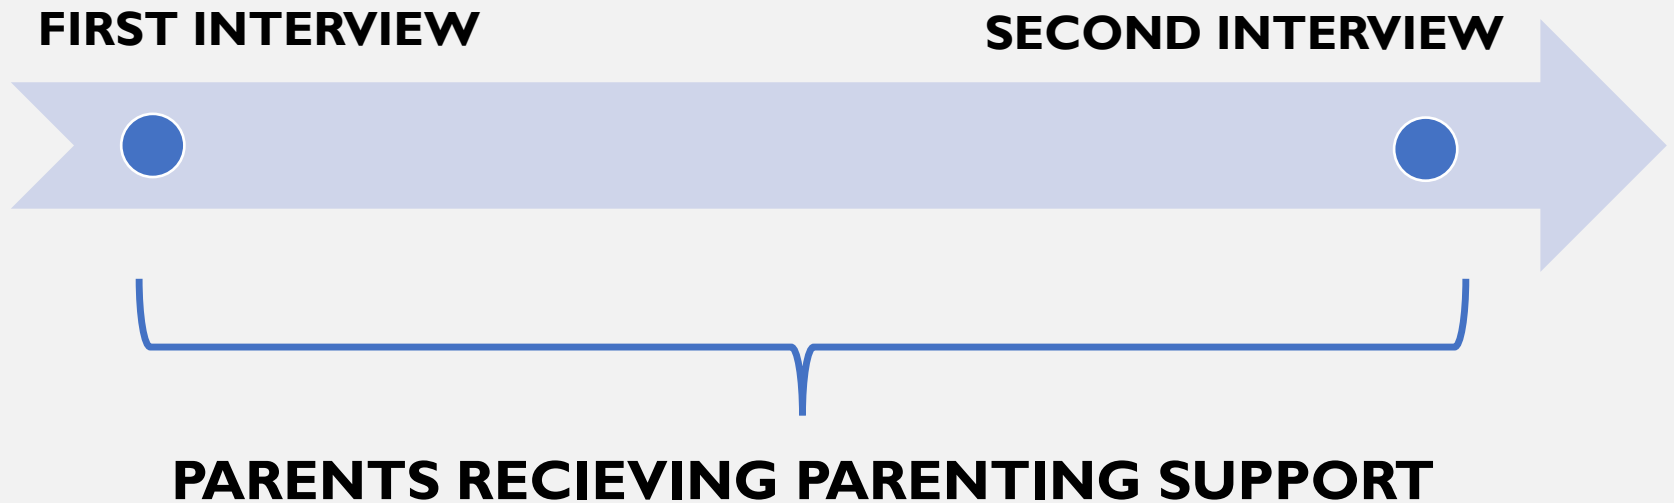 FIRST INTERVIEW
SECOND INTERVIEW
PARENTS RECIEVING PARENTING SUPPORT